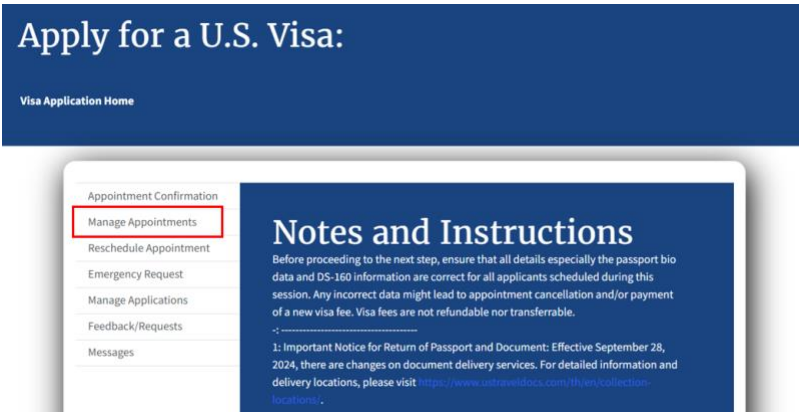 Apply for a U.S. Visa:
Visa Application Home
Appointment Confirmation
Manage Appointments
Reschedule Appointment
Emergency Request
Manage Applications
Feedback/Requests
Messages
Notes and Instructions
Before proceeding to the next step, ensure that all details especially the passport bio
data and DS-160 information are correct for all applicants scheduled during this
session. Any incorrect data might lead to appointment cancellation and/or payment
of a new visa fee. Visa fees are not refundable nor transferrable.
-: --------------------------------------
1: Important Notice for Return of Passport and Document: Effective September 28,
2024, there are changes on document delivery services. For detailed information and
delivery locations, please visit https://www.ustraveldocs.com/th/en/collection-
locations/.